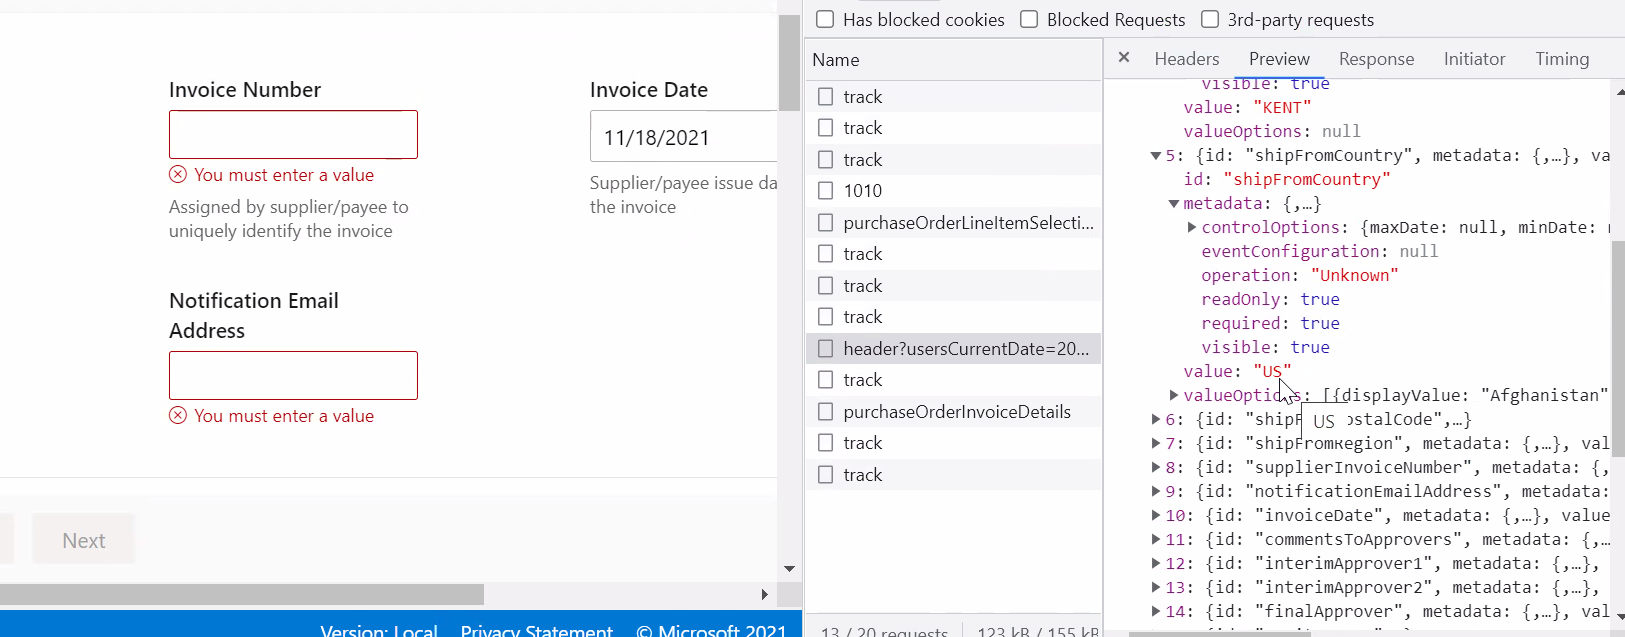 Has blocked cookies Blocked Requests 3rd-party requests
Name
× Headers Preview Response Initiator Timing
Invoice Number
You must enter a value
Assigned by supplier/payee to
uniquely identify the invoice
Invoice Date
11/18/2021
Supplier/payee issue da
the invoice
Notification Email
Address
You must enter a value
Next
Version: Local Privacy Statement © Microsoft 2021
track
track
track
1010
purchaseOrderLineItemSelecti...
track
track
track
header?usersCurrentDate=20...
track
purchaseOrderInvoiceDetails
track
track
13 / 20 requests 123 kB / 155 kB
visible: true
value: "KENT"
valueOptions: null
5: {id: "shipFromCountry", metadata: {,…}, va
id: "shipFromCountry"
metadata: {,…}
controlOptions: {maxDate: null, minDate:
eventConfiguration: null
operation: "Unknown"
readOnly: true
required: true
visible: true
value: "US"
valueOptions: [{displayValue: "Afghanistan"
6: {id: "shipF stalCode",…}
US
7: {id: "shipFromRegion", metadata: {,…}, val
8: {id: "supplierInvoiceNumber", metadata: {,
9: {id: "notificationEmailAddress", metadata:
10: {id: "invoiceDate", metadata: {,…}, value
11: {id: "commentsToApprovers", metadata: {,…
12: {id: "interimApprover1", metadata: {,…},
13: {id: "interimApprover2", metadata: {,…},
14: {id: "finalApprover", metadata: {,…}, val